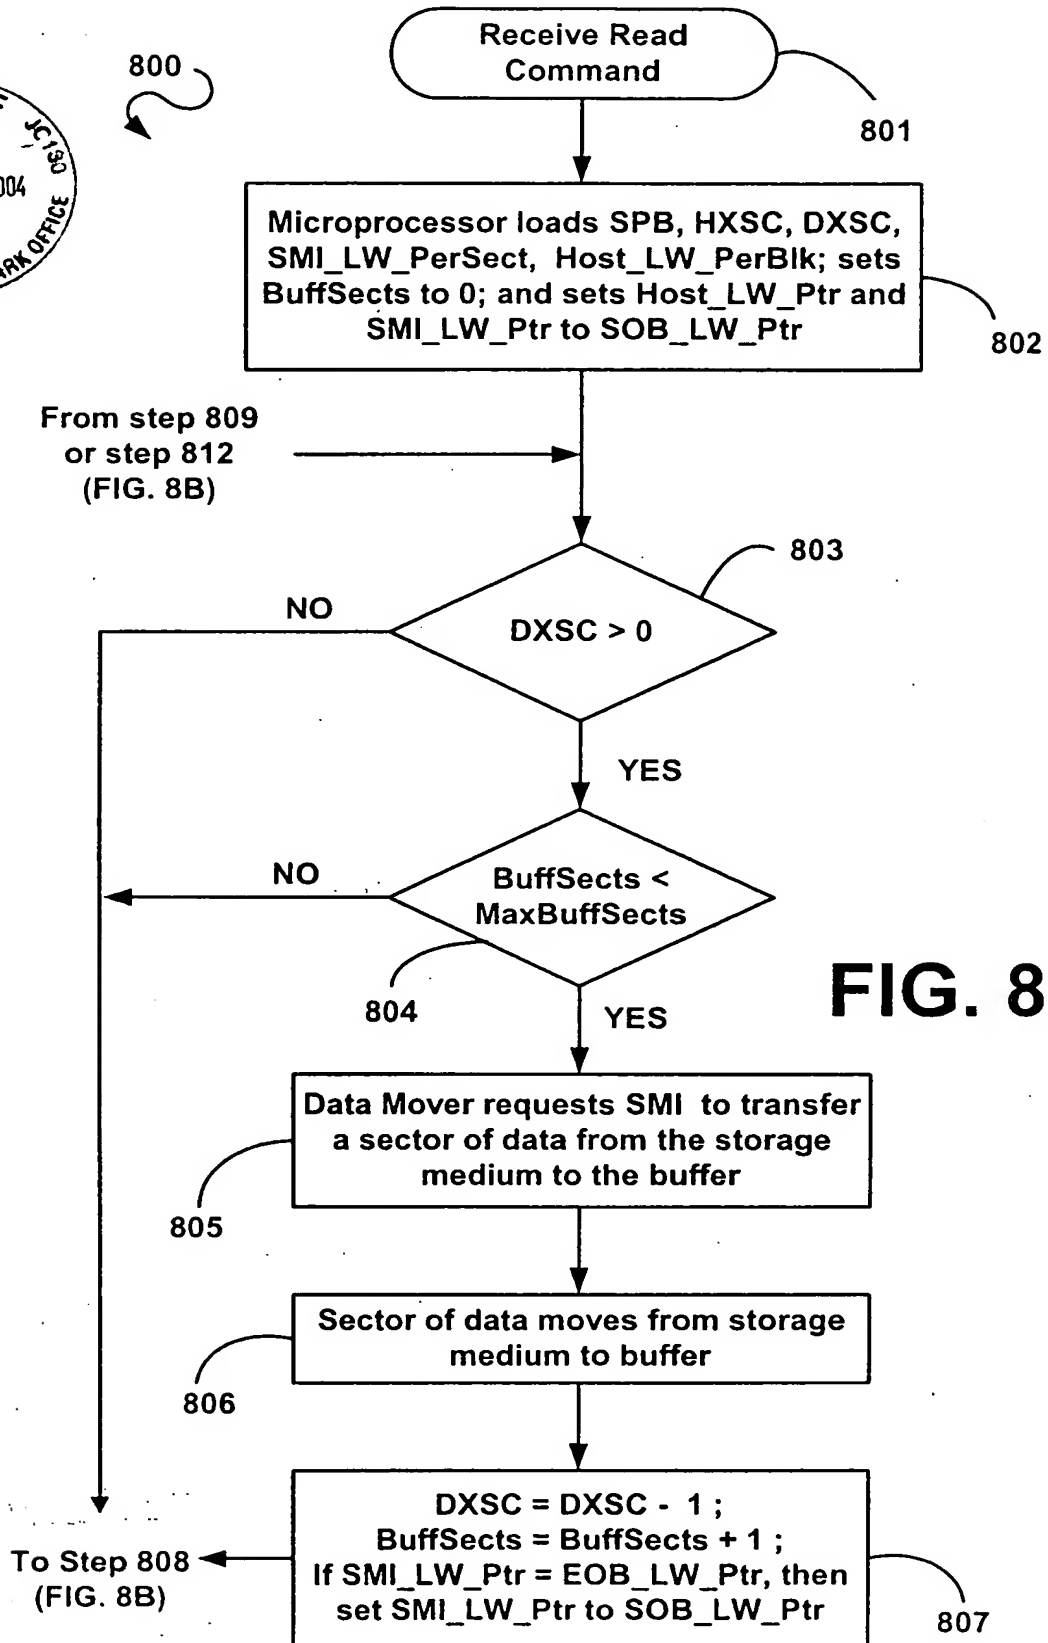 Receive Read
Command
800
801
JC130
004
ARK OFFICE
Microprocessor loads SPB, HXSC, DXSC,
SMI_LW_PerSect, Host_LW_PerBlk; sets
BuffSects to 0; and sets Host_LW_Ptr and
SMI_LW_Ptr to SOB_LW_Ptr
802
From step 809
or step 812
(FIG. 8B)
803
NO
DXSC > 0
YES
NO
BuffSects <
MaxBuffSects
804
YES
FIG. 8
Data Mover requests SMI to transfer
a sector of data from the storage
medium to the buffer
805
Sector of data moves from storage
medium to buffer
806
DXSC = DXSC - 1 ;
BuffSects = BuffSects + 1 ;
If SMI_LW_Ptr = EOB_LW_Ptr, then
set SMI_LW_Ptr to SOB_LW_Ptr
To Step 808
(FIG. 8B)
807